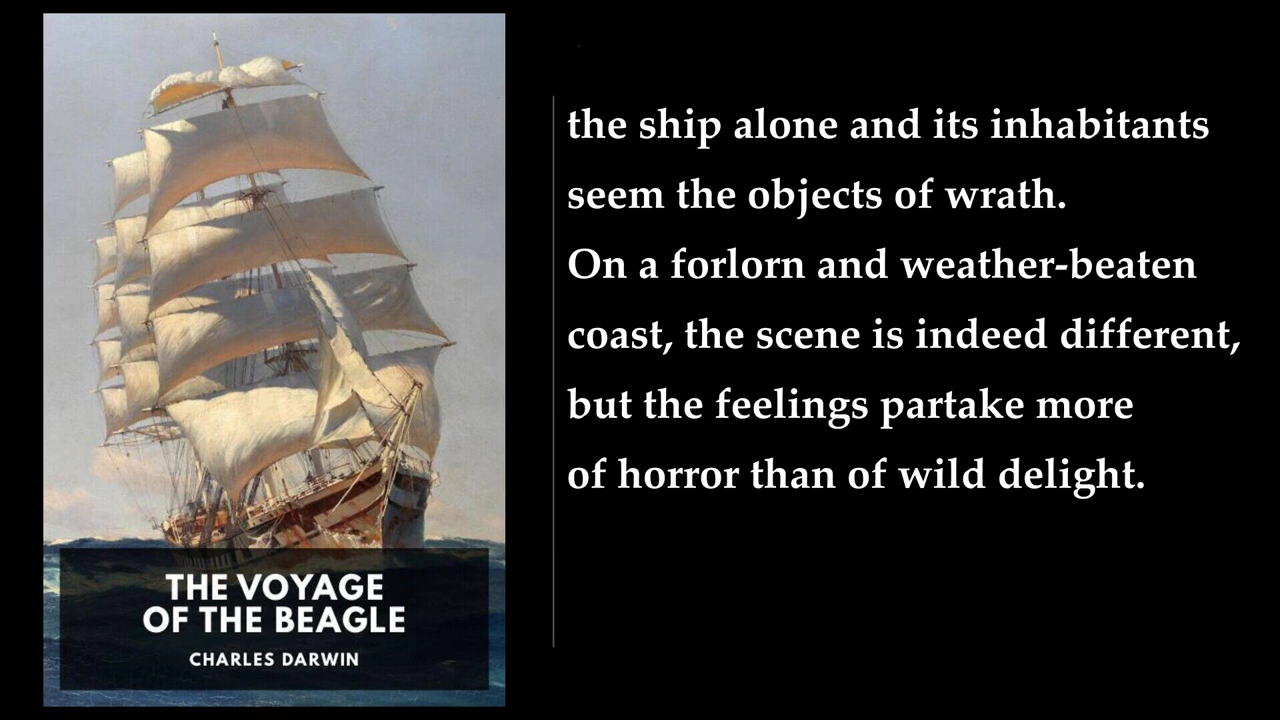 THE VOYAGE
OF THE BEAGLE
CHARLES DARWIN
the ship alone and its inhabitants
seem the objects of wrath.
On a forlorn and weather-beaten
coast, the scene is indeed different,
but the feelings partake more
of horror than of wild delight.